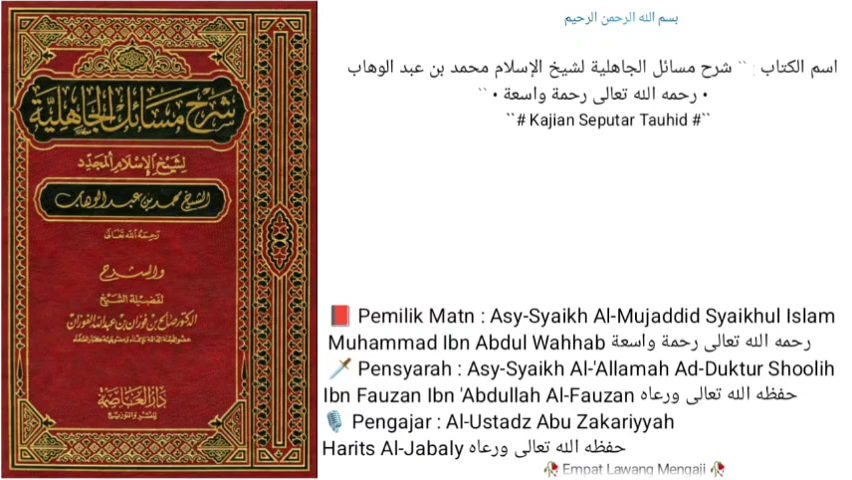 شرح مسائل الجاهلية
لشيخ الإسلام المجدد
الشيخ محمد بن عبد الوهاب
رحمه الله تعالى
والشرح
لفضيلة الشيخ
الدكتور صالح بن فوزان بن عبد الله الفوزان
دار العاصمة
للنشر والتوزيع
بسم الله الرحمن الرحيم
اسم الكتاب : `` شرح مسائل الجاهلية لشيخ الإسلام محمد بن عبد الوهاب
• رحمه الله تعالى رحمة واسعة • ``
``# Kajian Seputar Tauhid #``
📕 Pemilik Matn : Asy-Syaikh Al-Mujaddid Syaikhul Islam
Muhammad Ibn Abdul Wahhab رحمه الله تعالى رحمة واسعة
🗡️ Pensyarah : Asy-Syaikh Al-'Allamah Ad-Duktur Shoolih
Ibn Fauzan Ibn 'Abdullah Al-Fauzan حفظه الله تعالى ورعاه
🎙️ Pengajar : Al-Ustadz Abu Zakariyyah
Harits Al-Jabaly حفظه الله تعالى ورعاه
🥀 Empat Lawang Mengaji 🥀